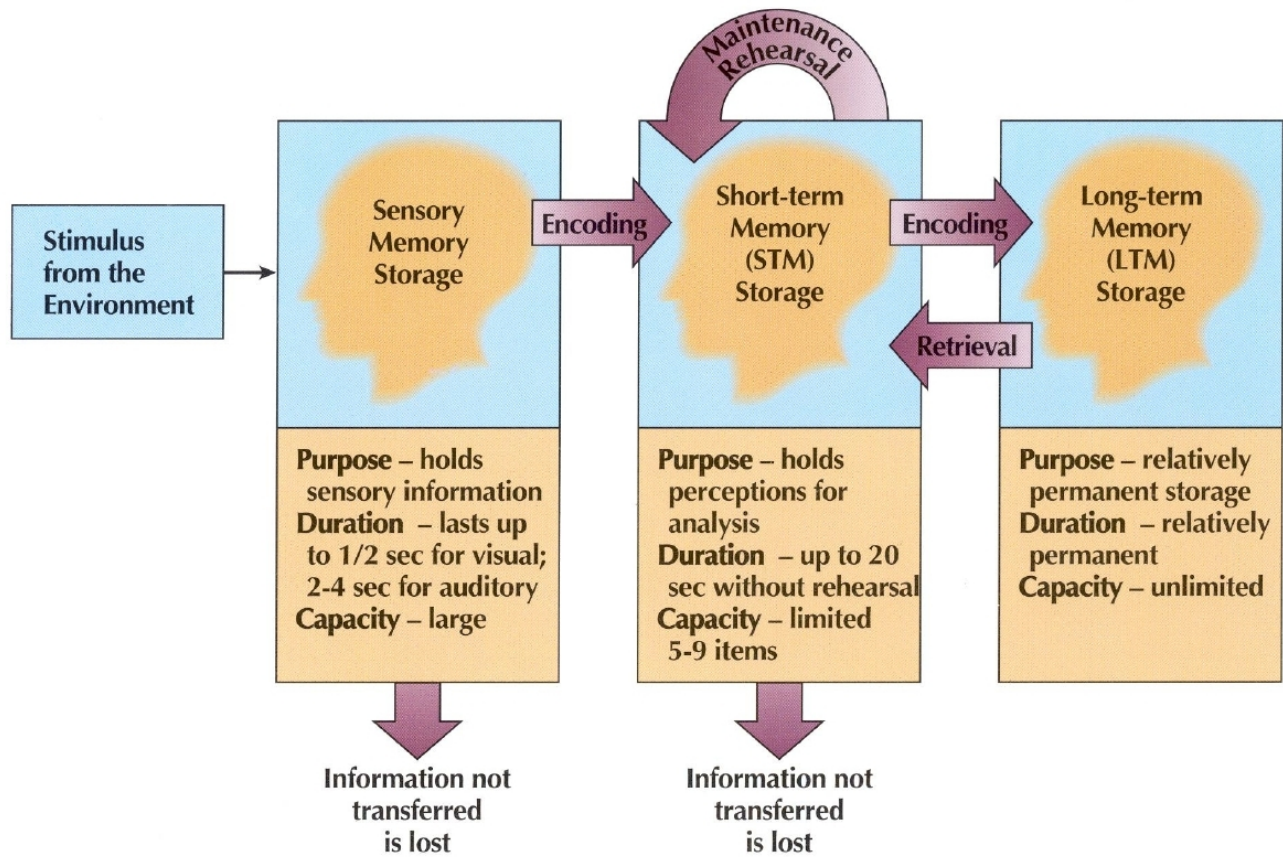 Maintenance
Rehearsal
Stimulus
from the
Environment
Sensory
Memory
Storage
Encoding
Short-term
Memory
(STM)
Storage
Encoding
Retrieval
Long-term
Memory
(LTM)
Storage
Purpose – holds
sensory information
Duration – lasts up
to 1/2 sec for visual;
2-4 sec for auditory
Capacity – large
Purpose – holds
perceptions for
analysis
Duration – up to 20
sec without rehearsal
Capacity – limited
5-9 items
Purpose – relatively
permanent storage
Duration – relatively
permanent
Capacity – unlimited
Information not
transferred
is lost
Information not
transferred
is lost